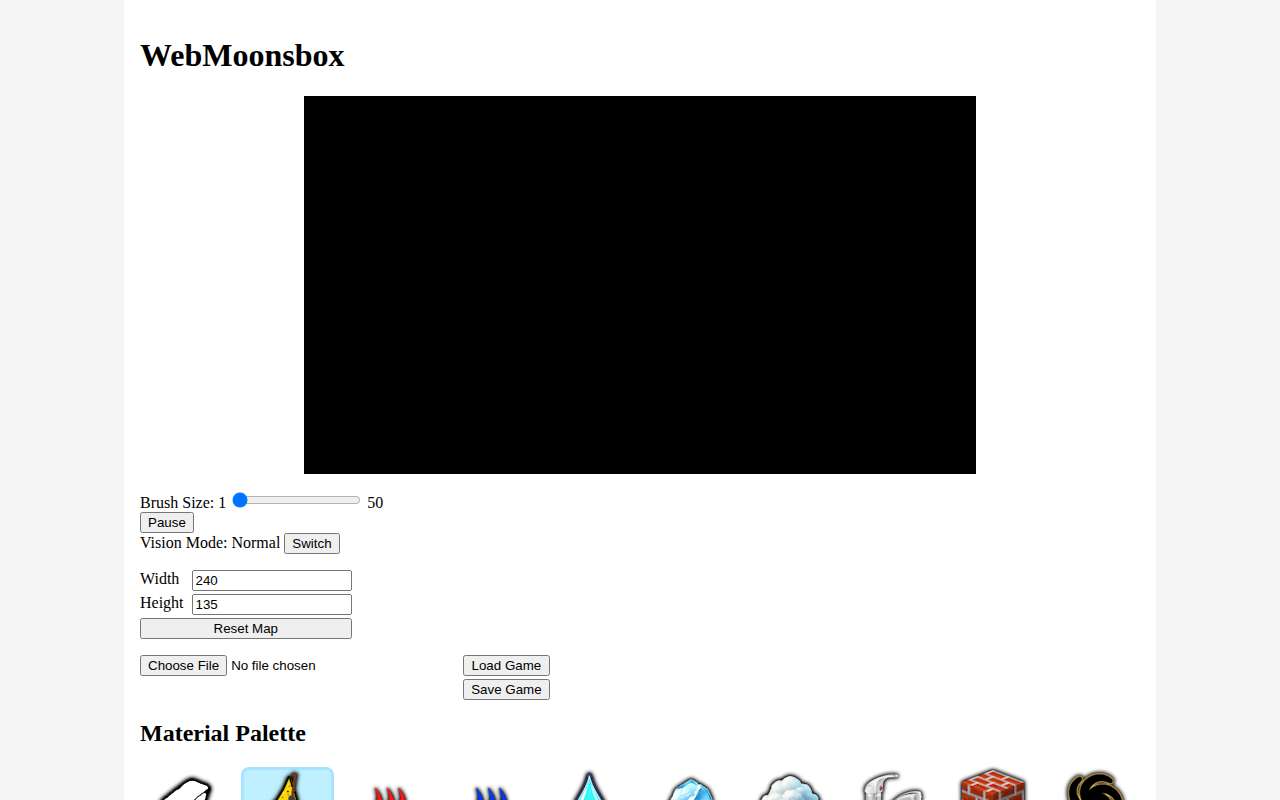 WebMoonsbox
Brush Size: 1 50
Pause
Vision Mode: Normal Switch
Width 240
Height 135
Reset Map
Choose File No file chosen Load Game
Save Game
Material Palette